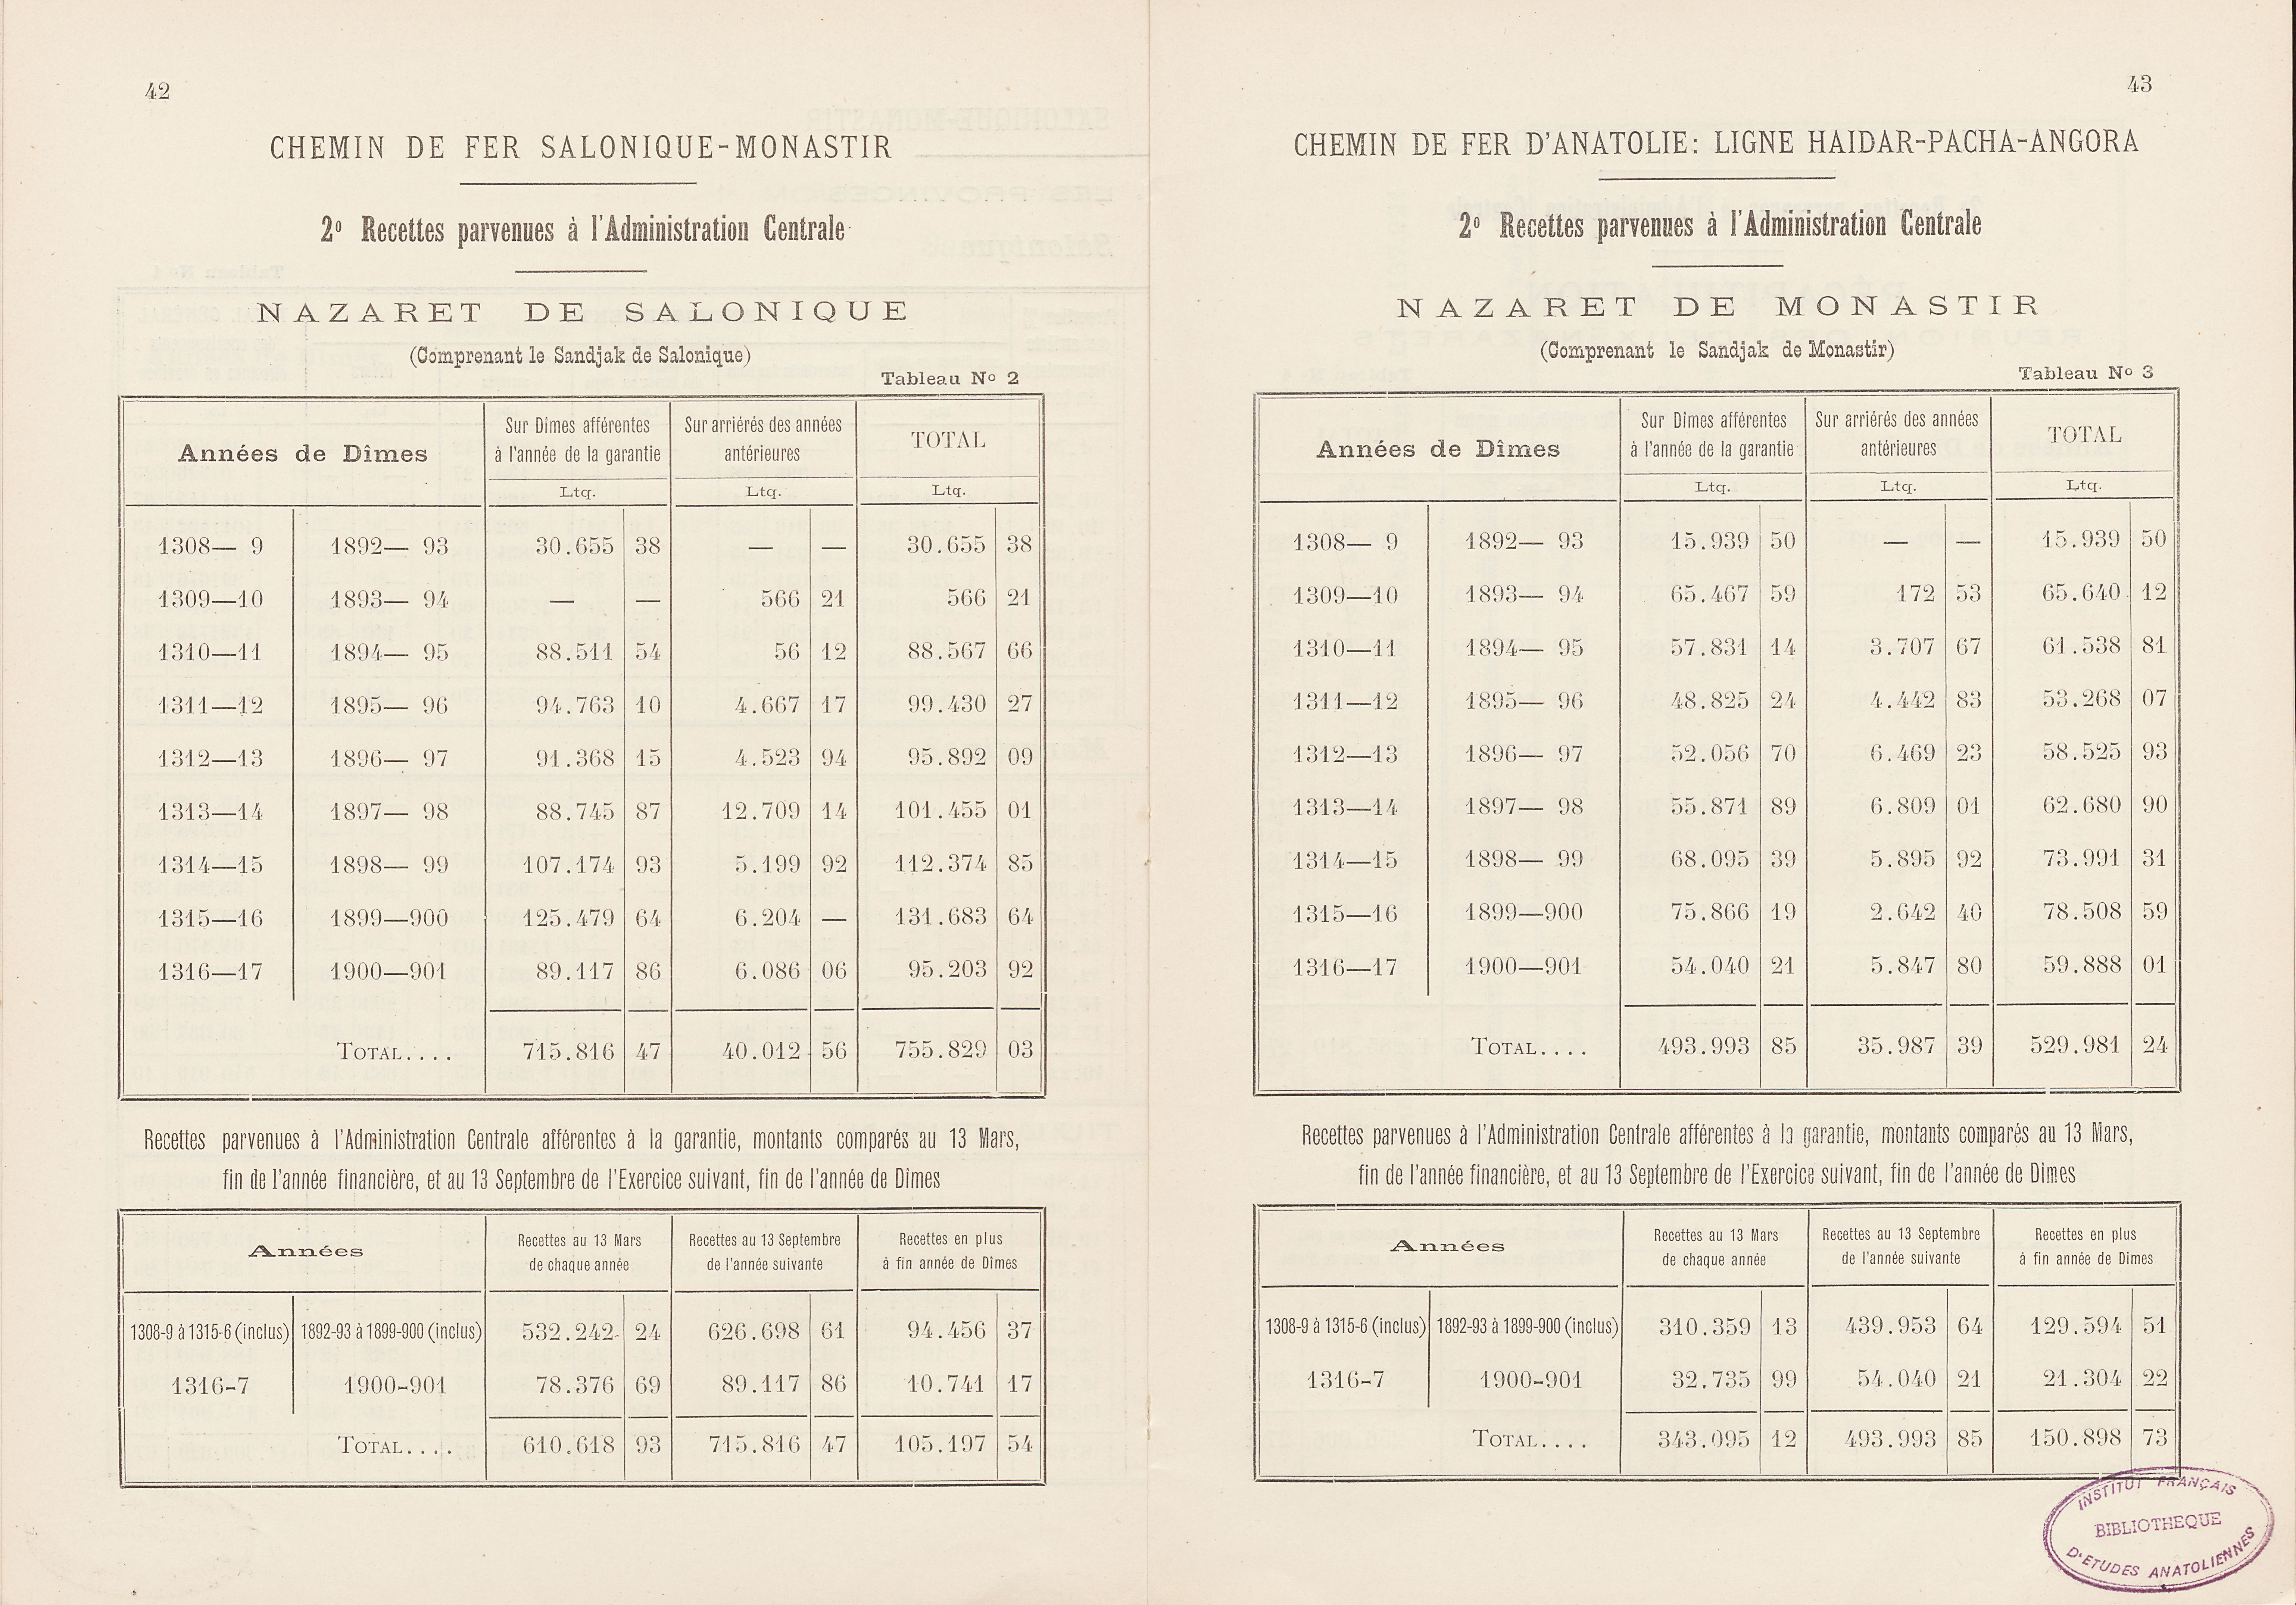 42
CHEMIN DE FER SALONIQUE-MONASTIR
2º Recettes parvenues à l'Administration Centrale
NAZARET DE SALONIQUE
(Comprenant le Sandjak de Salonique)
Tableau Nº 2
Années de Dîmes | Sur Dîmes afférentes à l'année de la garantie | Sur arriérés des années antérieures | TOTAL
Ltq. | Ltq. | Ltq.
1308— 9 | 1892— 93 | 30.655 | 38 | — | — | 30.655 | 38
1309—10 | 1893— 94 | — | — | 566 | 21 | 566 | 21
1310—11 | 1894— 95 | 88.511 | 54 | 56 | 12 | 88.567 | 66
1311—12 | 1895— 96 | 94.763 | 10 | 4.667 | 17 | 99.430 | 27
1312—13 | 1896— 97 | 91.368 | 15 | 4.523 | 94 | 95.892 | 09
1313—14 | 1897— 98 | 88.745 | 87 | 12.709 | 14 | 101.455 | 01
1314—15 | 1898— 99 | 107.174 | 93 | 5.199 | 92 | 112.374 | 85
1315—16 | 1899—900 | 125.479 | 64 | 6.204 | — | 131.683 | 64
1316—17 | 1900—901 | 89.117 | 86 | 6.086 | 06 | 95.203 | 92
TOTAL.... | 715.816 | 47 | 40.012 | 56 | 755.829 | 03
Recettes parvenues à l'Administration Centrale afférentes à la garantie, montants comparés au 13 Mars,
fin de l'année financière, et au 13 Septembre de l'Exercice suivant, fin de l'année de Dîmes
Années | Recettes au 13 Mars de chaque année | Recettes au 13 Septembre de l'année suivante | Recettes en plus à fin année de Dîmes
1308-9 à 1315-6 (inclus) | 1892-93 à 1899-900 (inclus) | 532.242 | 24 | 626.698 | 61 | 94.456 | 37
1316-7 | 1900-901 | 78.376 | 69 | 89.117 | 86 | 10.741 | 17
TOTAL.... | 610.618 | 93 | 715.816 | 47 | 105.197 | 54
43
CHEMIN DE FER D'ANATOLIE: LIGNE HAIDAR-PACHA-ANGORA
2º Recettes parvenues à l'Administration Centrale
NAZARET DE MONASTIR
(Comprenant le Sandjak de Monastir)
Tableau Nº 3
Années de Dîmes | Sur Dîmes afférentes à l'année de la garantie | Sur arriérés des années antérieures | TOTAL
Ltq. | Ltq. | Ltq.
1308— 9 | 1892— 93 | 15.939 | 50 | — | — | 15.939 | 50
1309—10 | 1893— 94 | 65.467 | 59 | 172 | 53 | 65.640 | 12
1310—11 | 1894— 95 | 57.831 | 14 | 3.707 | 67 | 61.538 | 81
1311—12 | 1895— 96 | 48.825 | 24 | 4.442 | 83 | 53.268 | 07
1312—13 | 1896— 97 | 52.056 | 70 | 6.469 | 23 | 58.525 | 93
1313—14 | 1897— 98 | 55.871 | 89 | 6.809 | 01 | 62.680 | 90
1314—15 | 1898— 99 | 68.095 | 39 | 5.895 | 92 | 73.991 | 31
1315—16 | 1899—900 | 75.866 | 19 | 2.642 | 40 | 78.508 | 59
1316—17 | 1900—901 | 54.040 | 21 | 5.847 | 80 | 59.888 | 01
TOTAL.... | 493.993 | 85 | 35.987 | 39 | 529.981 | 24
Recettes parvenues à l'Administration Centrale afférentes à la garantie, montants comparés au 13 Mars,
fin de l'année financière, et au 13 Septembre de l'Exercice suivant, fin de l'année de Dîmes
Années | Recettes au 13 Mars de chaque année | Recettes au 13 Septembre de l'année suivante | Recettes en plus à fin année de Dîmes
1308-9 à 1315-6 (inclus) | 1892-93 à 1899-900 (inclus) | 310.359 | 13 | 439.953 | 64 | 129.594 | 51
1316-7 | 1900-901 | 32.735 | 99 | 54.040 | 21 | 21.304 | 22
TOTAL.... | 343.095 | 12 | 493.993 | 85 | 150.898 | 73
INSTITUT FRANÇAIS
BIBLIOTHEQUE
D'ETUDES ANATOLIENNES